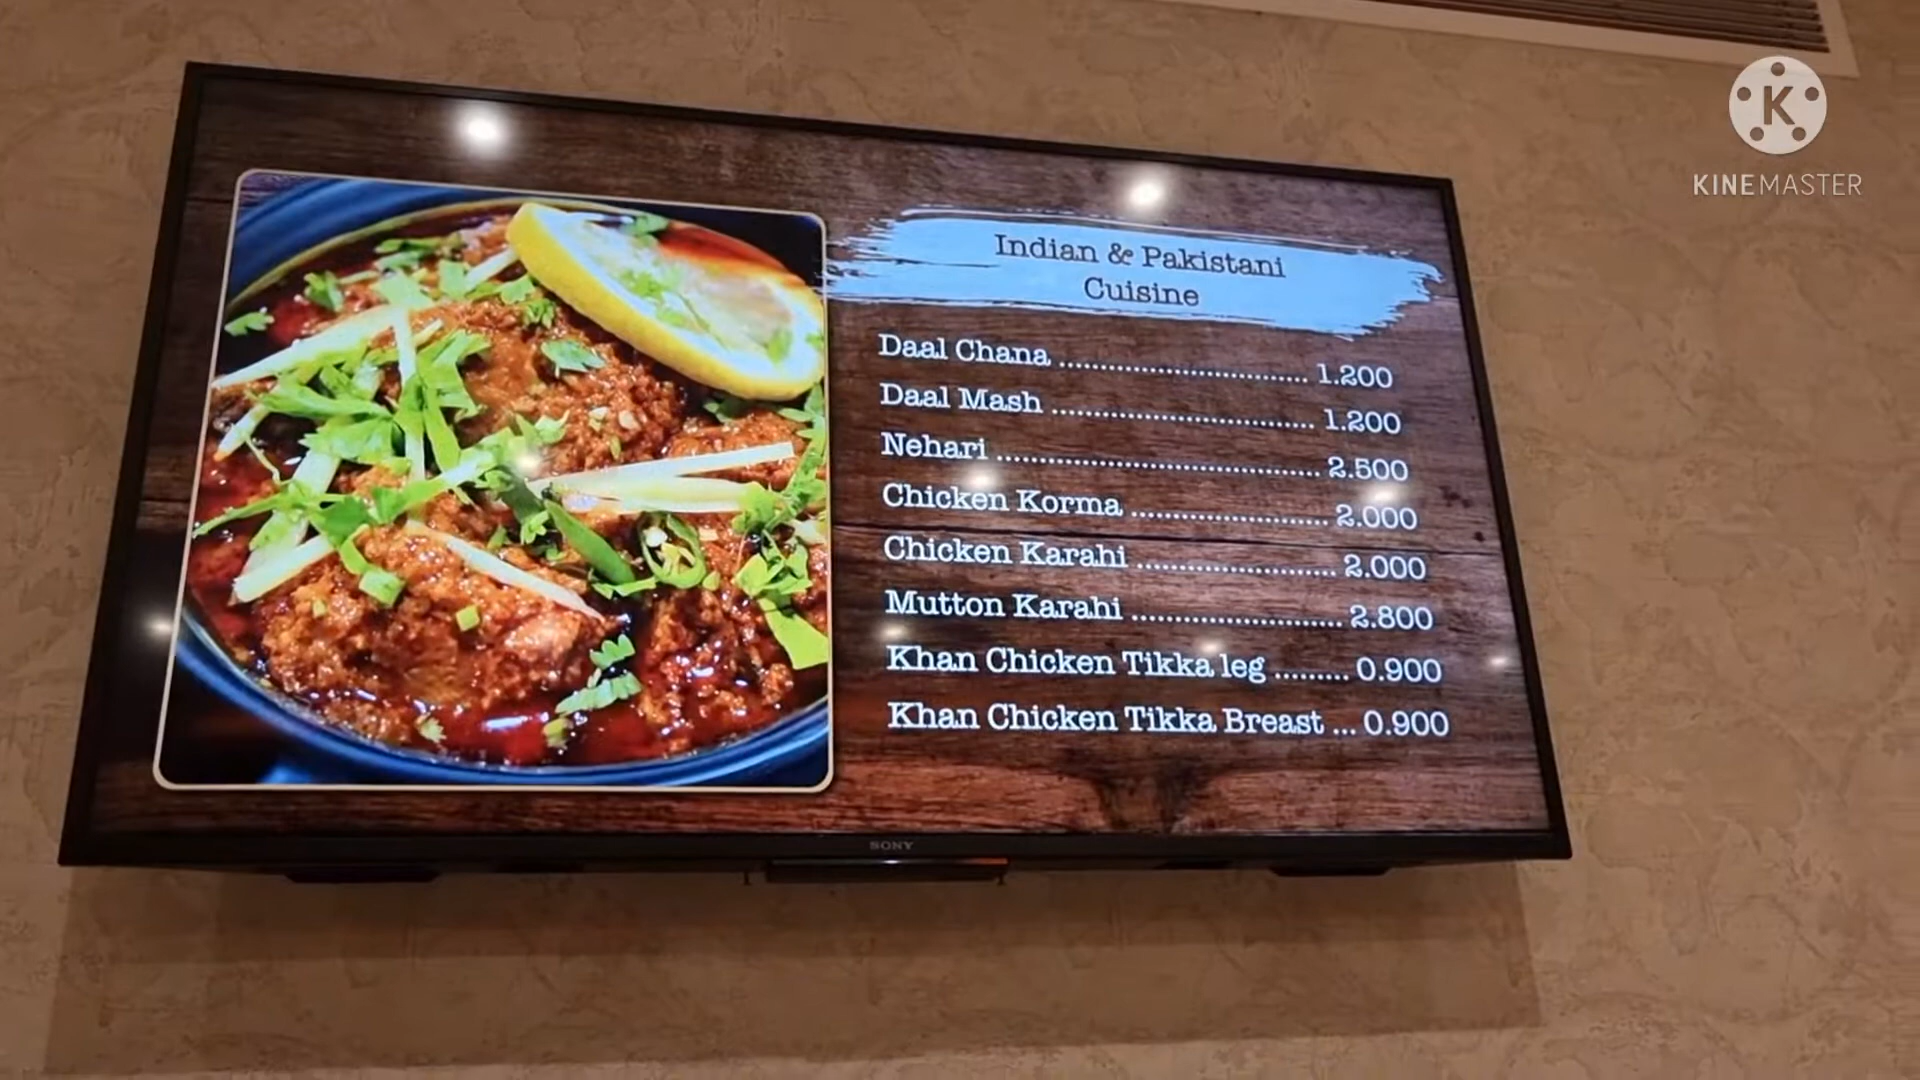 K
KINEMASTER
Indian & Pakistani
Cuisine
Daal Chana .............................. 1.200
Daal Mash ................................ 1.200
Nehari ....................................... 2.500
Chicken Korma ........................ 2.000
Chicken Karahi ........................ 2.000
Mutton Karahi ......................... 2.800
Khan Chicken Tikka leg ......... 0.900
Khan Chicken Tikka Breast ... 0.900
SONY